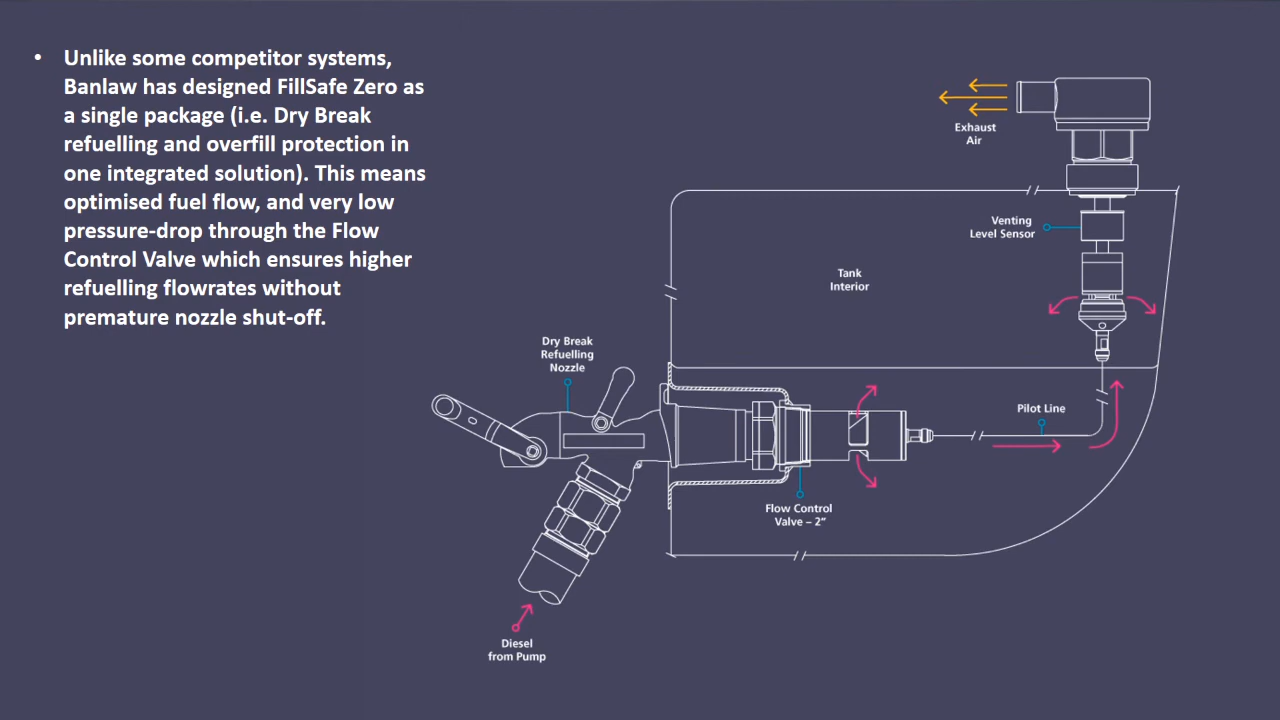 • Unlike some competitor systems,
Banlaw has designed FillSafe Zero as
a single package (i.e. Dry Break
refuelling and overfill protection in
one integrated solution). This means
optimised fuel flow, and very low
pressure-drop through the Flow
Control Valve which ensures higher
refuelling flowrates without
premature nozzle shut-off.
Exhaust
Air
Venting
Level Sensor
Tank
Interior
Dry Break
Refuelling
Nozzle
Pilot Line
Flow Control
Valve – 2"
Diesel
from Pump